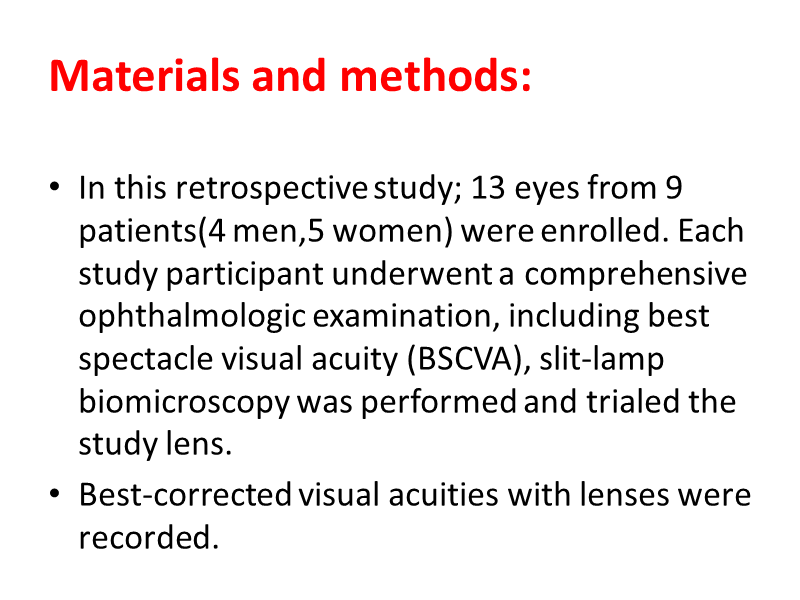 Materials and methods:
• In this retrospective study; 13 eyes from 9
patients(4 men,5 women) were enrolled. Each
study participant underwent a comprehensive
ophthalmologic examination, including best
spectacle visual acuity (BSCVA), slit-lamp
biomicroscopy was performed and trialed the
study lens.
• Best-corrected visual acuities with lenses were
recorded.